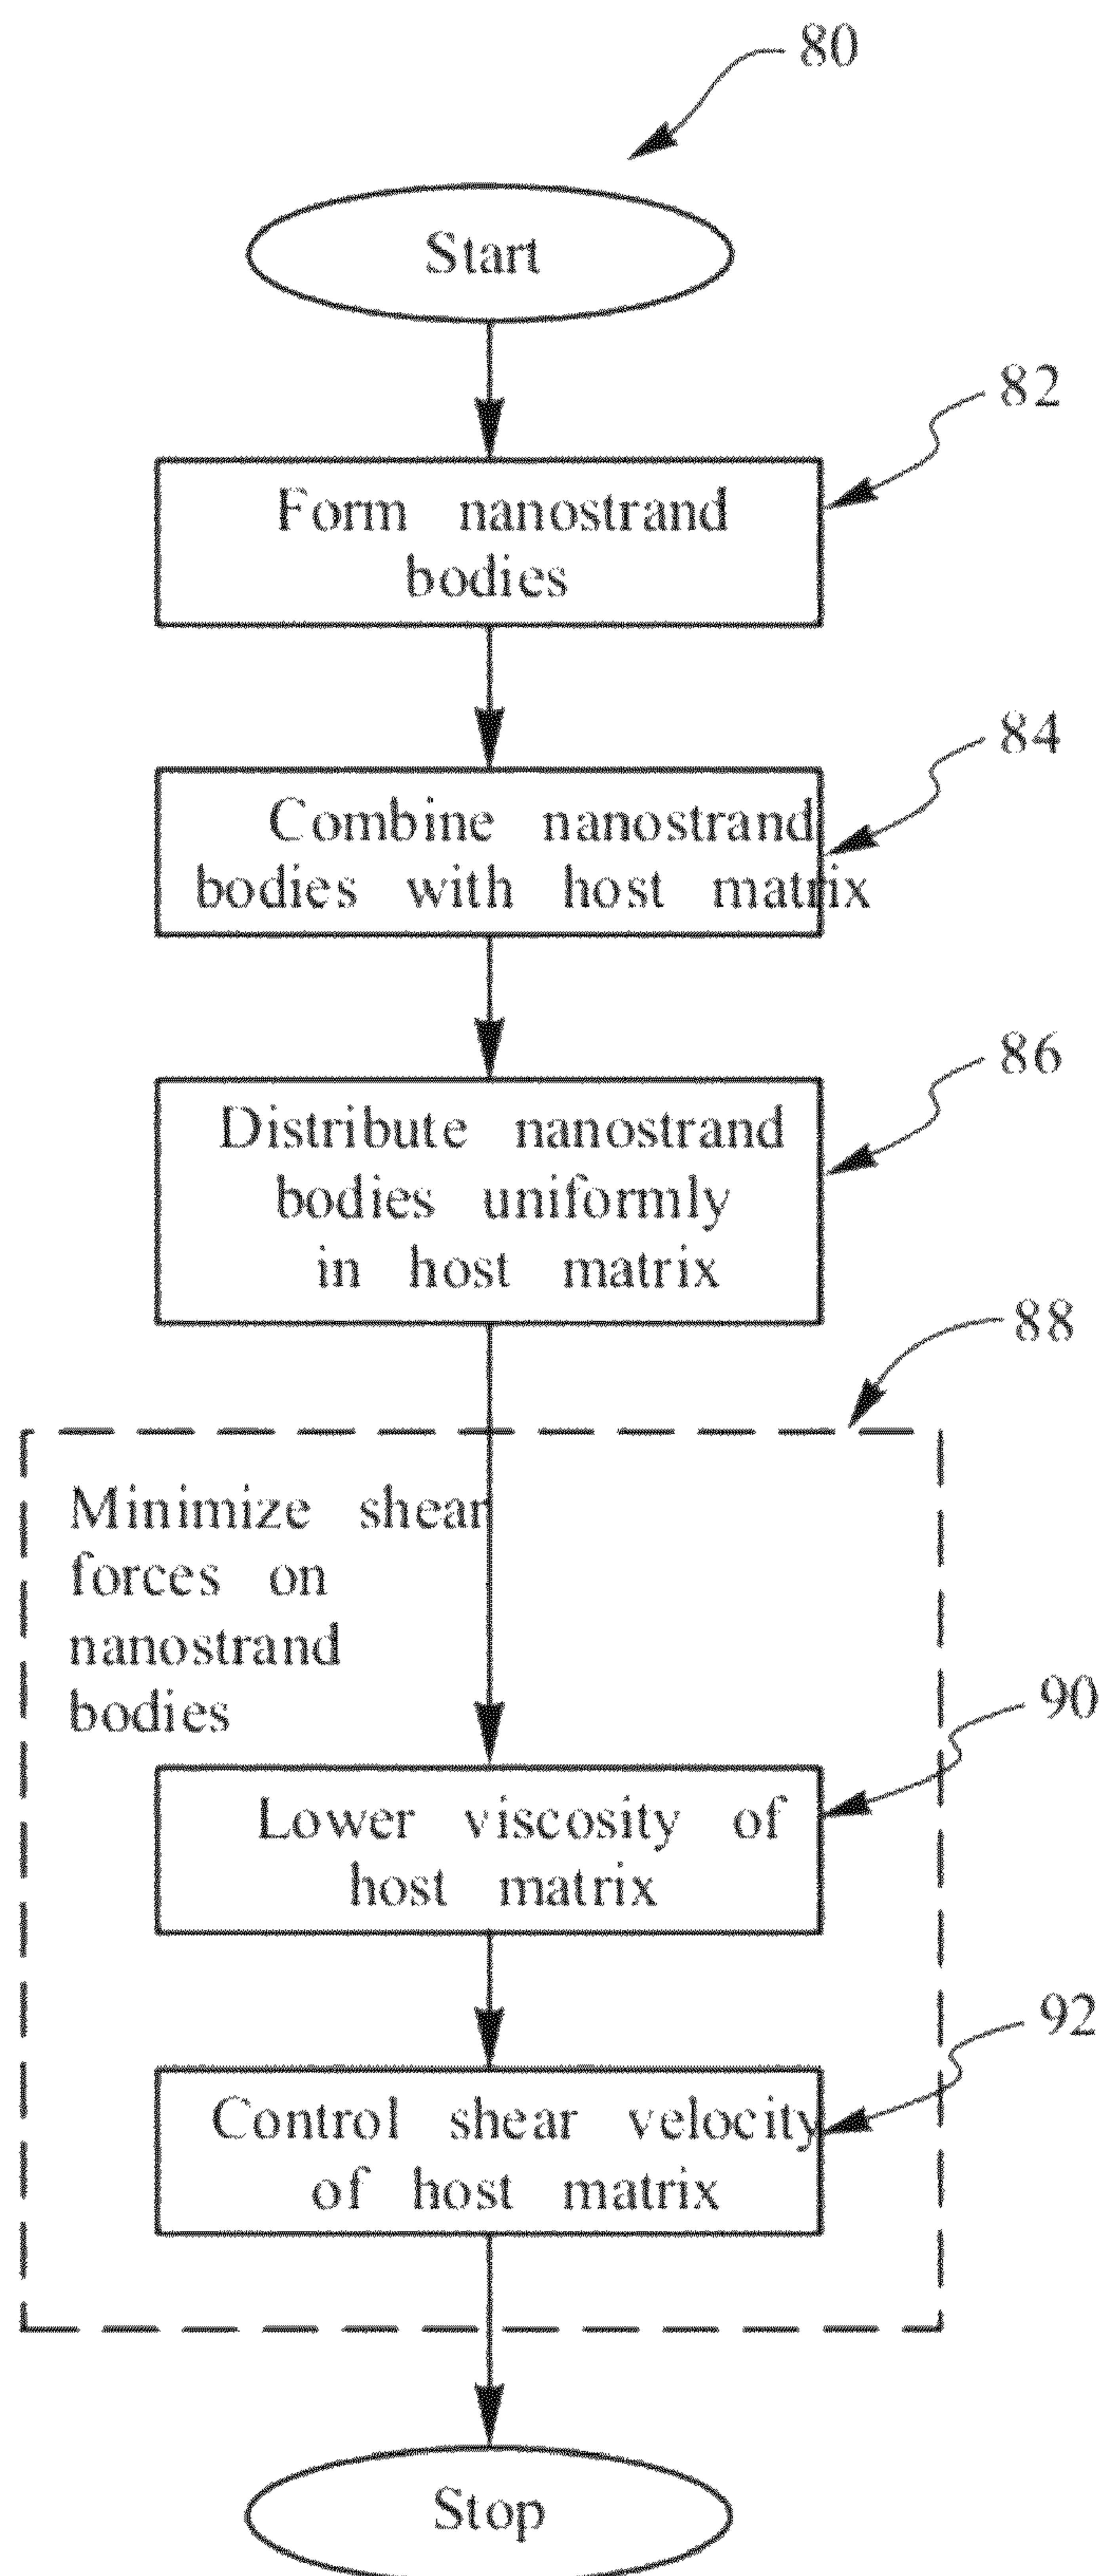 80
Start
82
Form nanostrand
bodies
84
Combine nanostrand
bodies with host matrix
86
Distribute nanostrand
bodies uniformly
in host matrix
88
Minimize shear
forces on
nanostrand
bodies
90
Lower viscosity of
host matrix
92
Control shear velocity
of host matrix
Stop